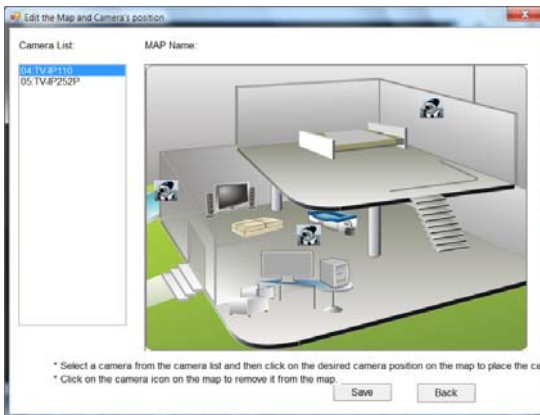 Edit the Map and Camera's position
Camera List:
MAP Name:
04:TV-IP110
05:TV-IP252P
* Select a camera from the camera list and then click on the desired camera position on the map to place the ca
* Click on the camera icon on the map to remove it from the map.
Save
Back